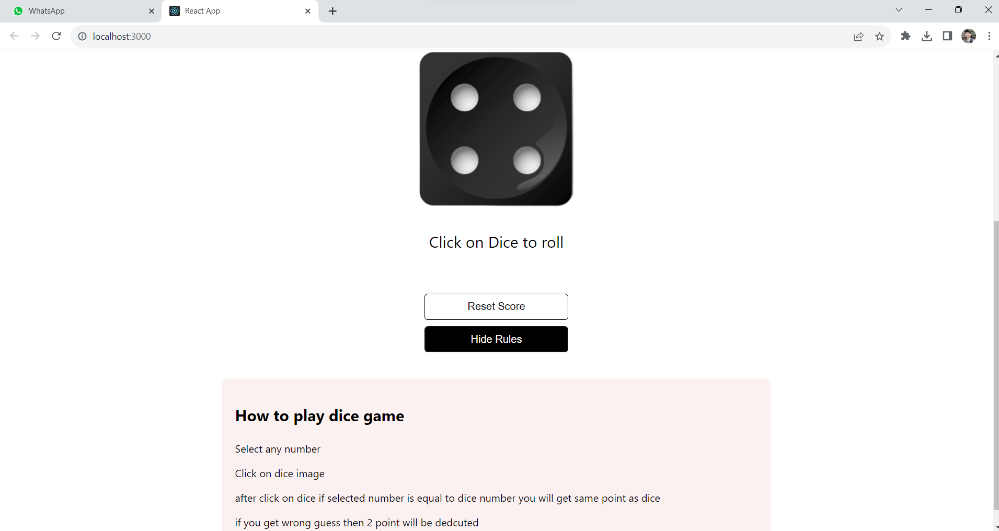 WhatsApp
React App
localhost:3000
Click on Dice to roll
Reset Score
Hide Rules
How to play dice game
Select any number
Click on dice image
after click on dice if selected number is equal to dice number you will get same point as dice
if you get wrong guess then 2 point will be dedcuted